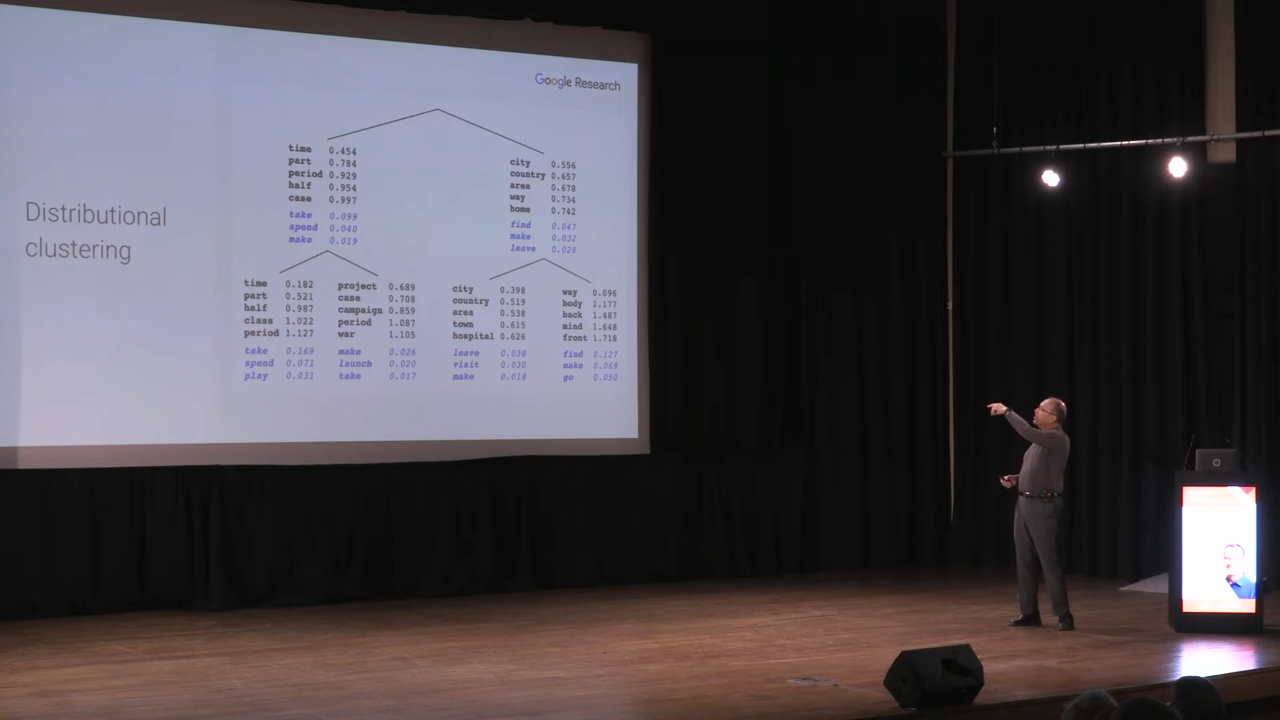 Google Research
Distributional
clustering
time 0.454
part 0.784
period 0.929
half 0.954
case 0.997
take 0.099
spend 0.040
make 0.019
city 0.556
country 0.657
area 0.678
way 0.734
home 0.742
find 0.047
make 0.032
leave 0.028
time 0.182
part 0.521
half 0.987
class 1.022
period 1.127
take 0.169
spend 0.071
play 0.031
project 0.689
case 0.708
campaign 0.859
period 1.087
war 1.105
make 0.026
launch 0.020
take 0.017
city 0.398
country 0.519
area 0.538
town 0.615
hospital 0.626
leave 0.038
visit 0.030
make 0.019
way 0.096
body 1.177
back 1.487
mind 1.648
front 1.718
find 0.127
make 0.069
go 0.050